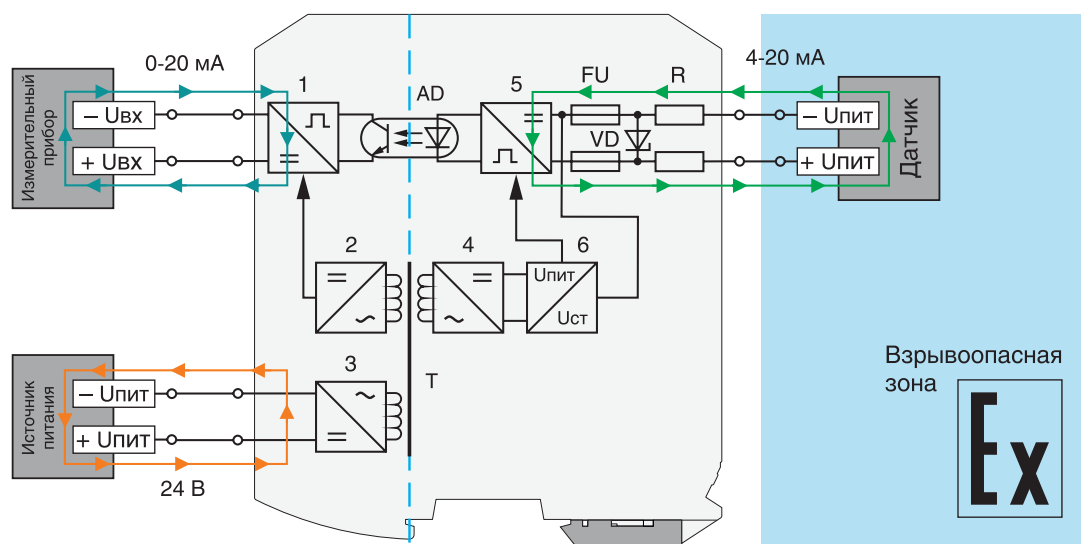 0-20 мА
4-20 мА
1
AD
5
FU
R
Измерительный
прибор
− Uвх
+ Uвх
VD
− Uпит
+ Uпит
Датчик
2
4
6
Uпит
Uст
3
T
Источник
питания
− Uпит
+ Uпит
24 В
Взрывоопасная
зона
Ex